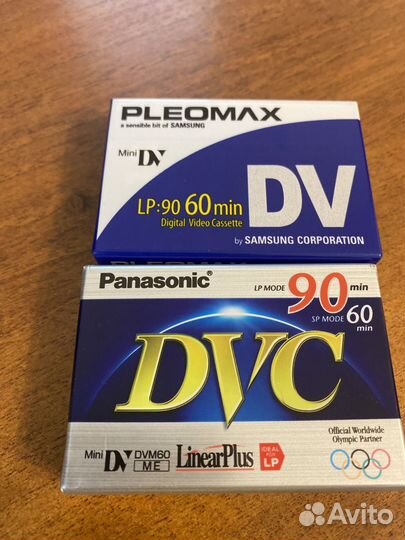 PLEOMAX
a sensible bit of SAMSUNG
Mini DV
LP:90 60min
Digital Video Cassette
DV
by SAMSUNG CORPORATION
PLEOMAX
Panasonic®
LP MODE 90 min
SP MODE 60 min
DVC
Official Worldwide
Olympic Partner
Mini DV DVM60
ME
LinearPlus
IDEAL
FOR
LP
Avito